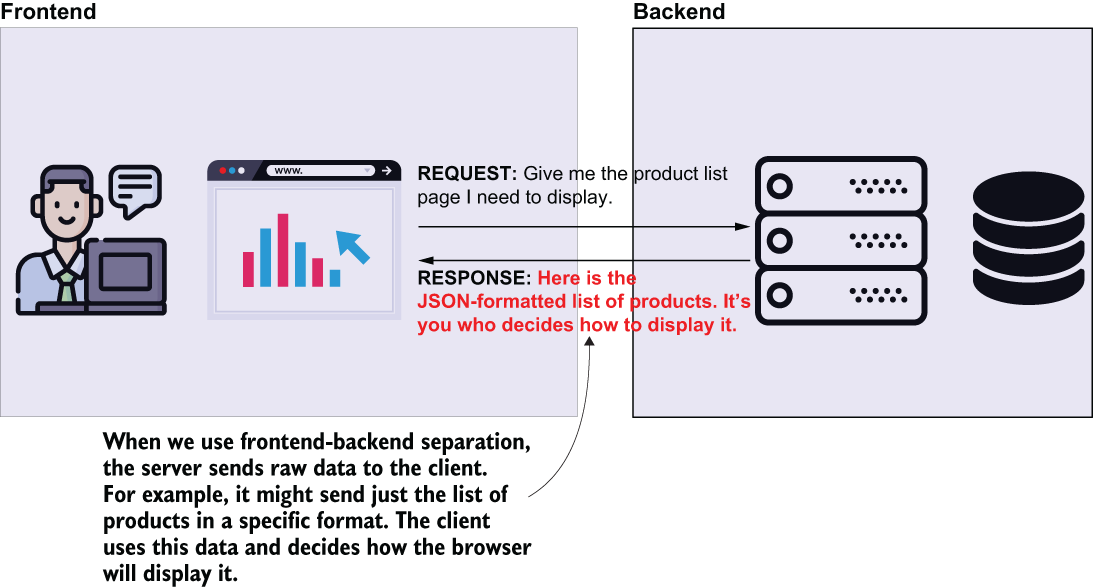 Frontend
Backend
www.
REQUEST: Give me the product list
page I need to display.
RESPONSE: Here is the
JSON-formatted list of products. It’s
you who decides how to display it.
When we use frontend-backend separation,
the server sends raw data to the client.
For example, it might send just the list of
products in a specific format. The client
uses this data and decides how the browser
will display it.